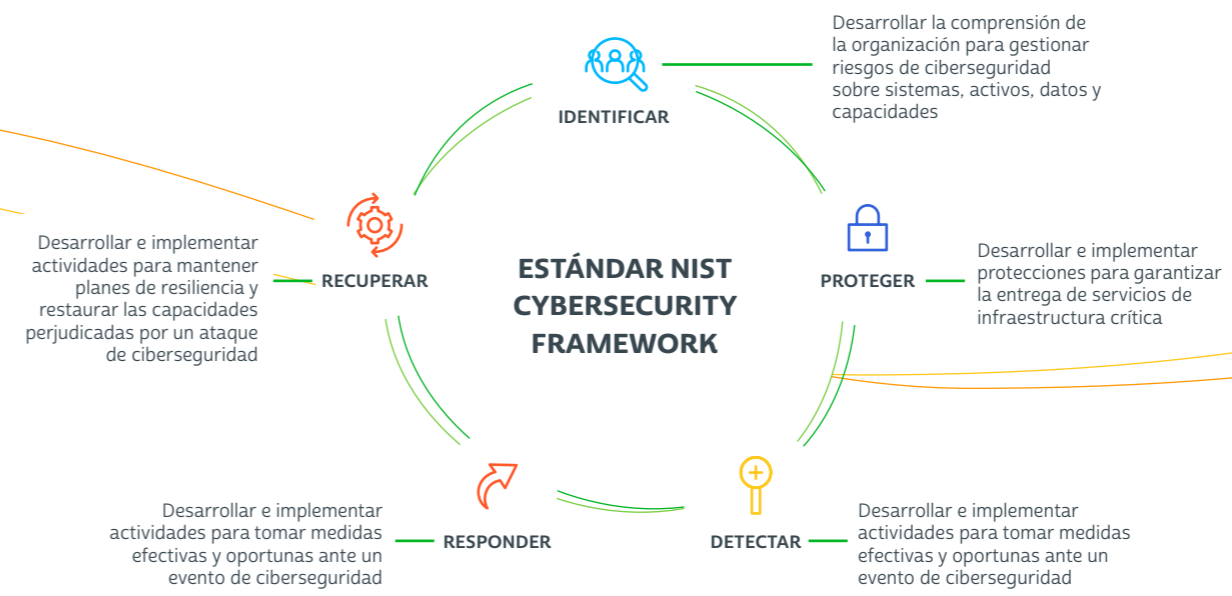 Desarrollar la comprensión de
la organización para gestionar
riesgos de ciberseguridad
sobre sistemas, activos, datos y
capacidades
IDENTIFICAR
Desarrollar e implementar
actividades para mantener
planes de resiliencia y
restaurar las capacidades
perjudicadas por un ataque
de ciberseguridad
RECUPERAR
ESTÁNDAR NIST
CYBERSECURITY
FRAMEWORK
PROTEGER
Desarrollar e implementar
protecciones para garantizar
la entrega de servicios de
infraestructura crítica
Desarrollar e implementar
actividades para tomar medidas
efectivas y oportunas ante un
evento de ciberseguridad
RESPONDER
DETECTAR
Desarrollar e implementar
actividades para tomar medidas
efectivas y oportunas ante un
evento de ciberseguridad